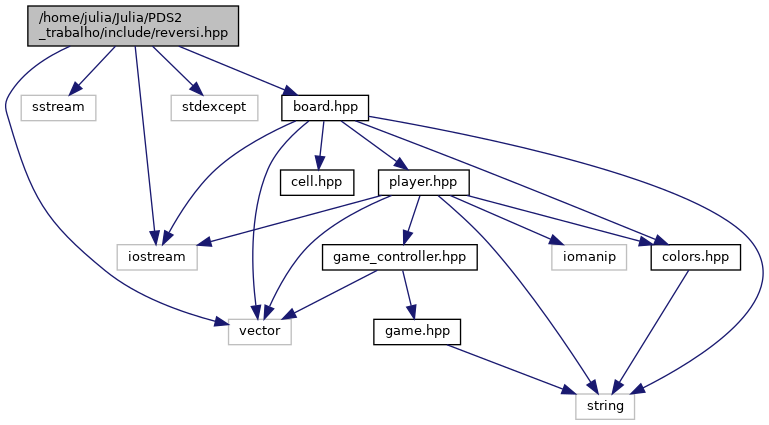 /home/julia/Julia/PDS2
_trabalho/include/reversi.hpp
sstream
stdexcept
board.hpp
cell.hpp
player.hpp
iostream
game_controller.hpp
iomanip
colors.hpp
vector
game.hpp
string